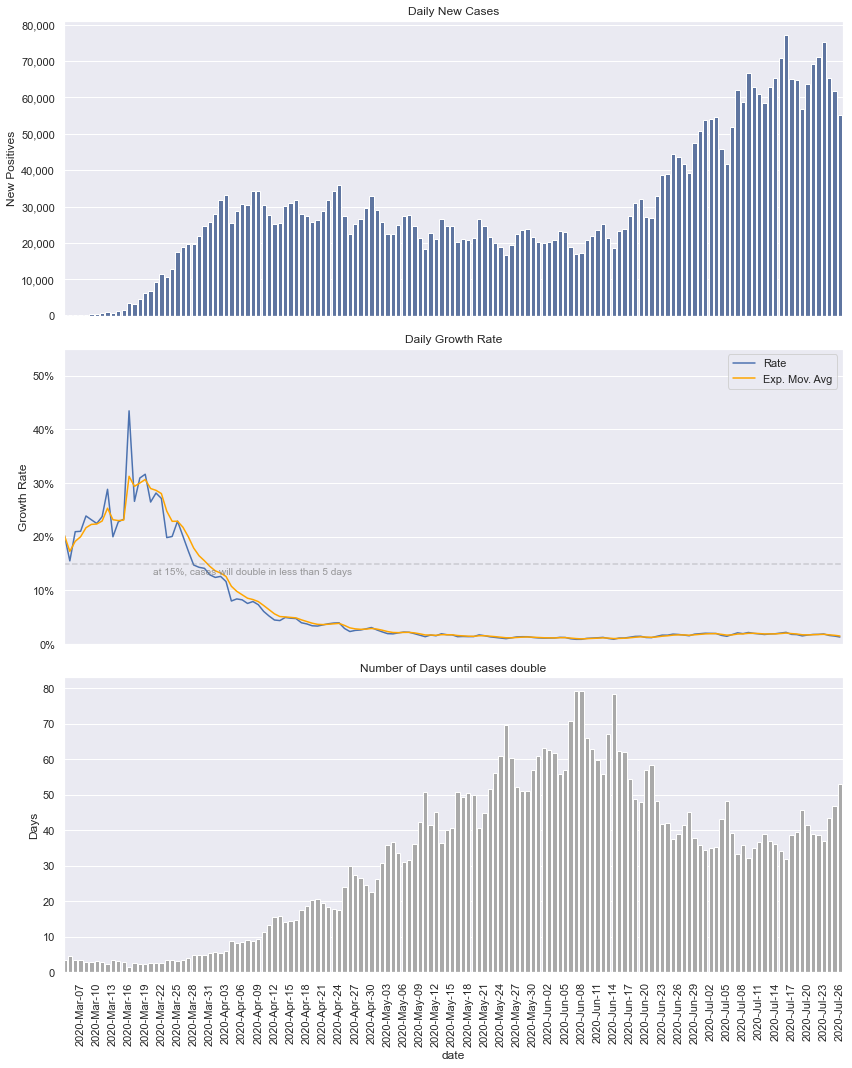 Daily New Cases
80,000
70,000
60,000
50,000
40,000
30,000
20,000
10,000
0
New Positives
Daily Growth Rate
50%
40%
30%
20%
10%
0%
Growth Rate
Rate
Exp. Mov. Avg
at 15%, cases will double in less than 5 days
Number of Days until cases double
80
70
60
50
40
30
20
10
0
Days
2020-Mar-07
2020-Mar-10
2020-Mar-13
2020-Mar-16
2020-Mar-19
2020-Mar-22
2020-Mar-25
2020-Mar-28
2020-Mar-31
2020-Apr-03
2020-Apr-06
2020-Apr-09
2020-Apr-12
2020-Apr-15
2020-Apr-18
2020-Apr-21
2020-Apr-24
2020-Apr-27
2020-Apr-30
2020-May-03
2020-May-06
2020-May-09
2020-May-12
2020-May-15
2020-May-18
2020-May-21
2020-May-24
2020-May-27
2020-May-30
2020-Jun-02
2020-Jun-05
2020-Jun-08
2020-Jun-11
2020-Jun-14
2020-Jun-17
2020-Jun-20
2020-Jun-23
2020-Jun-26
2020-Jun-29
2020-Jul-02
2020-Jul-05
2020-Jul-08
2020-Jul-11
2020-Jul-14
2020-Jul-17
2020-Jul-20
2020-Jul-23
2020-Jul-26
date